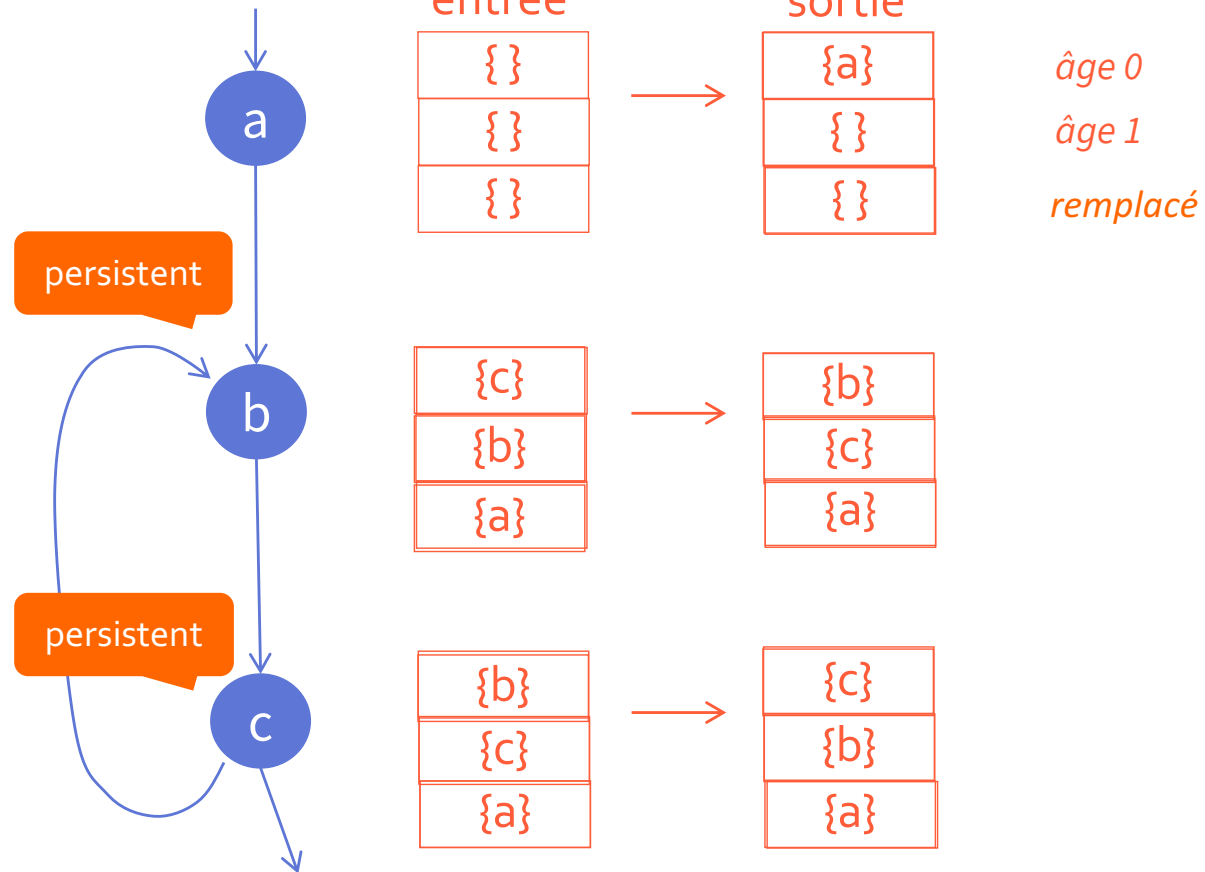 entrée sortie
{ } {a} âge 0
a { } { } âge 1
{ } { } remplacé
persistent
{c} {b}
b {b} {c}
{a} {a}
persistent
{b} {c}
c {c} {b}
{a} {a}